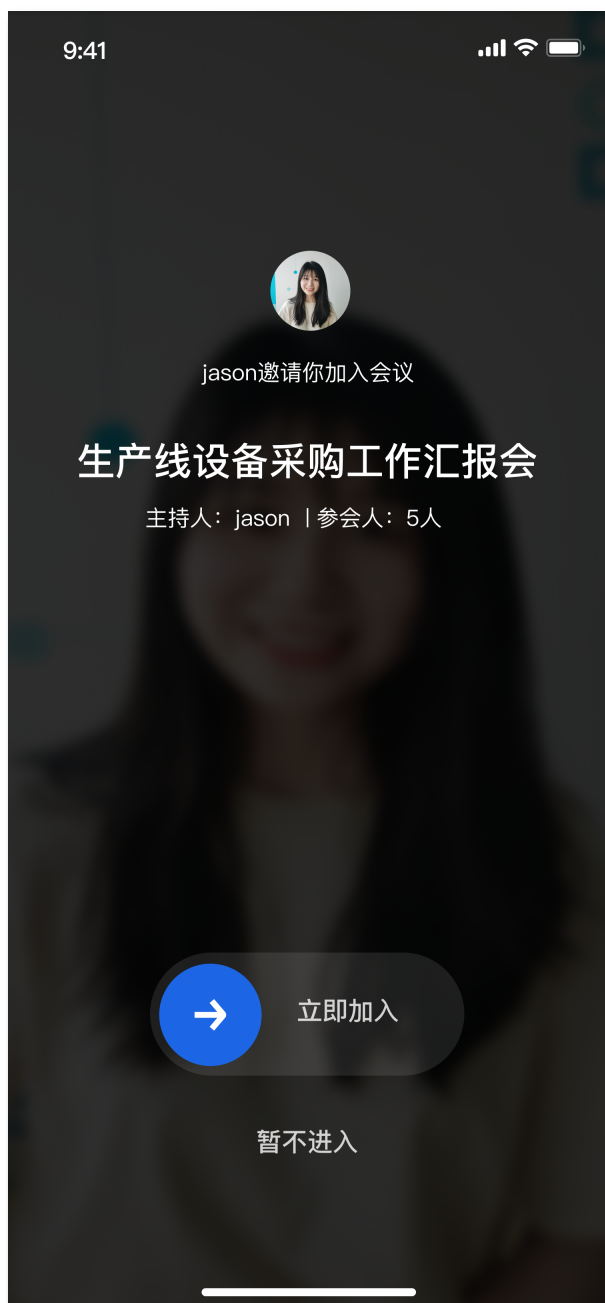 9:41
jason邀请你加入会议
生产线设备采购工作汇报会
主持人：jason | 参会人：5人
立即加入
暂不进入